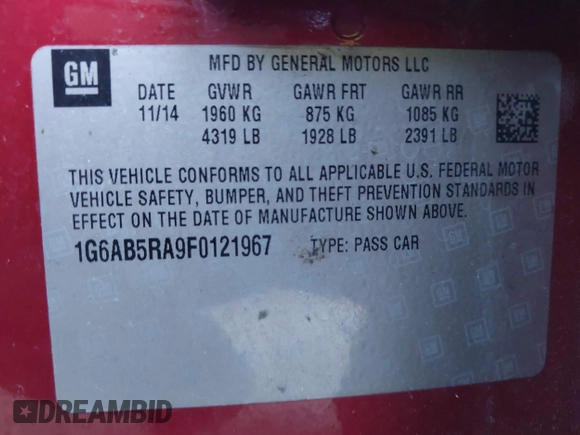 GM
MFD BY GENERAL MOTORS LLC
DATE GVWR GAWR FRT GAWR RR
11/14 1960 KG 875 KG 1085 KG
4319 LB 1928 LB 2391 LB
THIS VEHICLE CONFORMS TO ALL APPLICABLE U.S. FEDERAL MOTOR
VEHICLE SAFETY, BUMPER, AND THEFT PREVENTION STANDARDS IN
EFFECT ON THE DATE OF MANUFACTURE SHOWN ABOVE.
1G6AB5RA9F0121967 TYPE: PASS CAR
DREAMBID